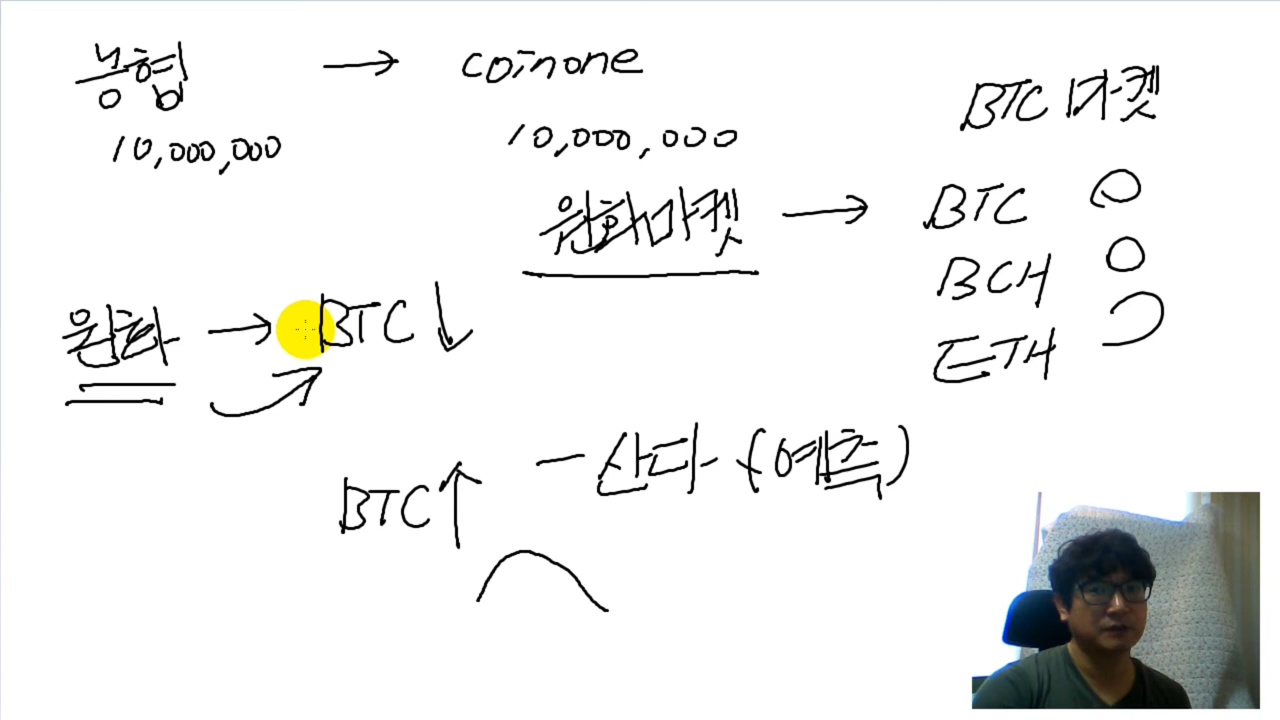 농협 → coinone
10,000,000
10,000,000
원화마켓 →
BTC 마켓
BTC O
BCH O
ETH
원화 → BTC ↓
BTC ↑
- 산다 (예측)